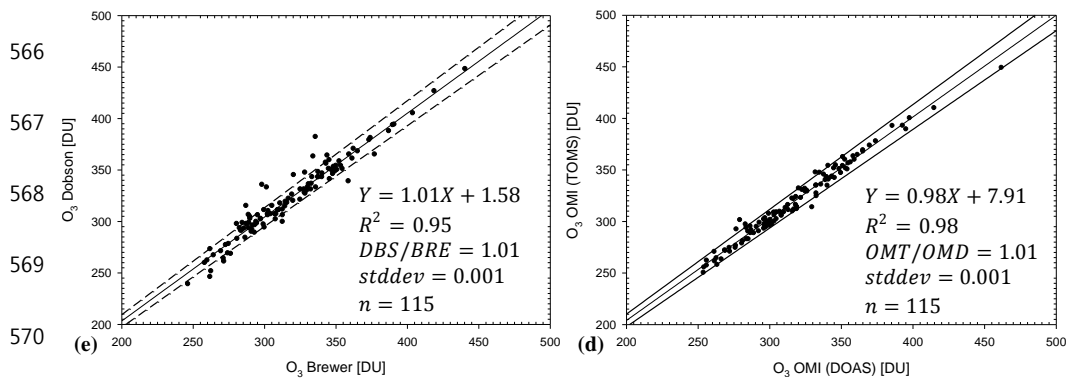 566
567
568
569
570
500
450
400
350
300
250
200
O3 Dobson [DU]
Y = 1.01X + 1.58
R² = 0.95
DBS/BRE = 1.01
stddev = 0.001
n = 115
(e)
200 250 300 350 400 450 500
O3 Brewer [DU]
500
450
400
350
300
250
200
O3 OMI (TOMS) [DU]
Y = 0.98X + 7.91
R² = 0.98
OMT/OMD = 1.01
stddev = 0.001
n = 115
(d)
200 250 300 350 400 450 500
O3 OMI (DOAS) [DU]